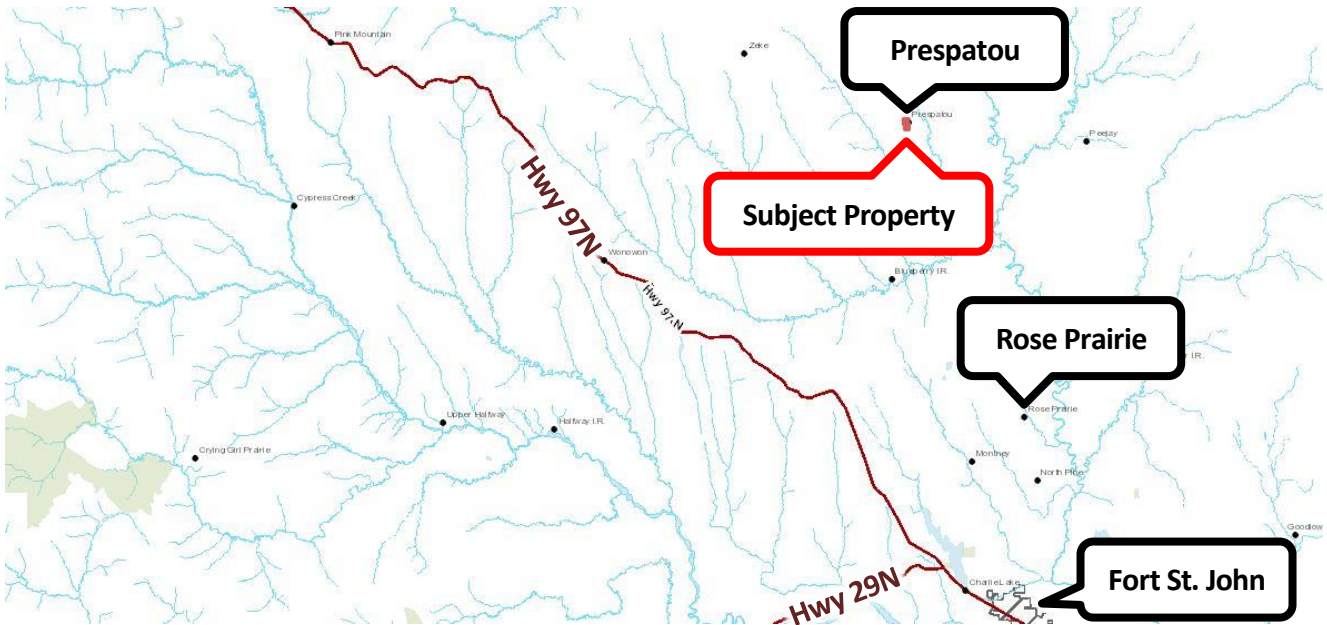 Pink Mountain
Zeke
Prespatou
Prespatou
Peejay
Hwy 97N
Subject Property
Cypress Creek
Wonowon
Blueberry I.R.
Hwy 97N
Rose Prairie
I.R.
Rose Prairie
Upper Halfway
Halfway I.R.
Crying Girl Prairie
Montney
North Pine
Goodlow
Fort St. John
Charlie Lake
Hwy 29N